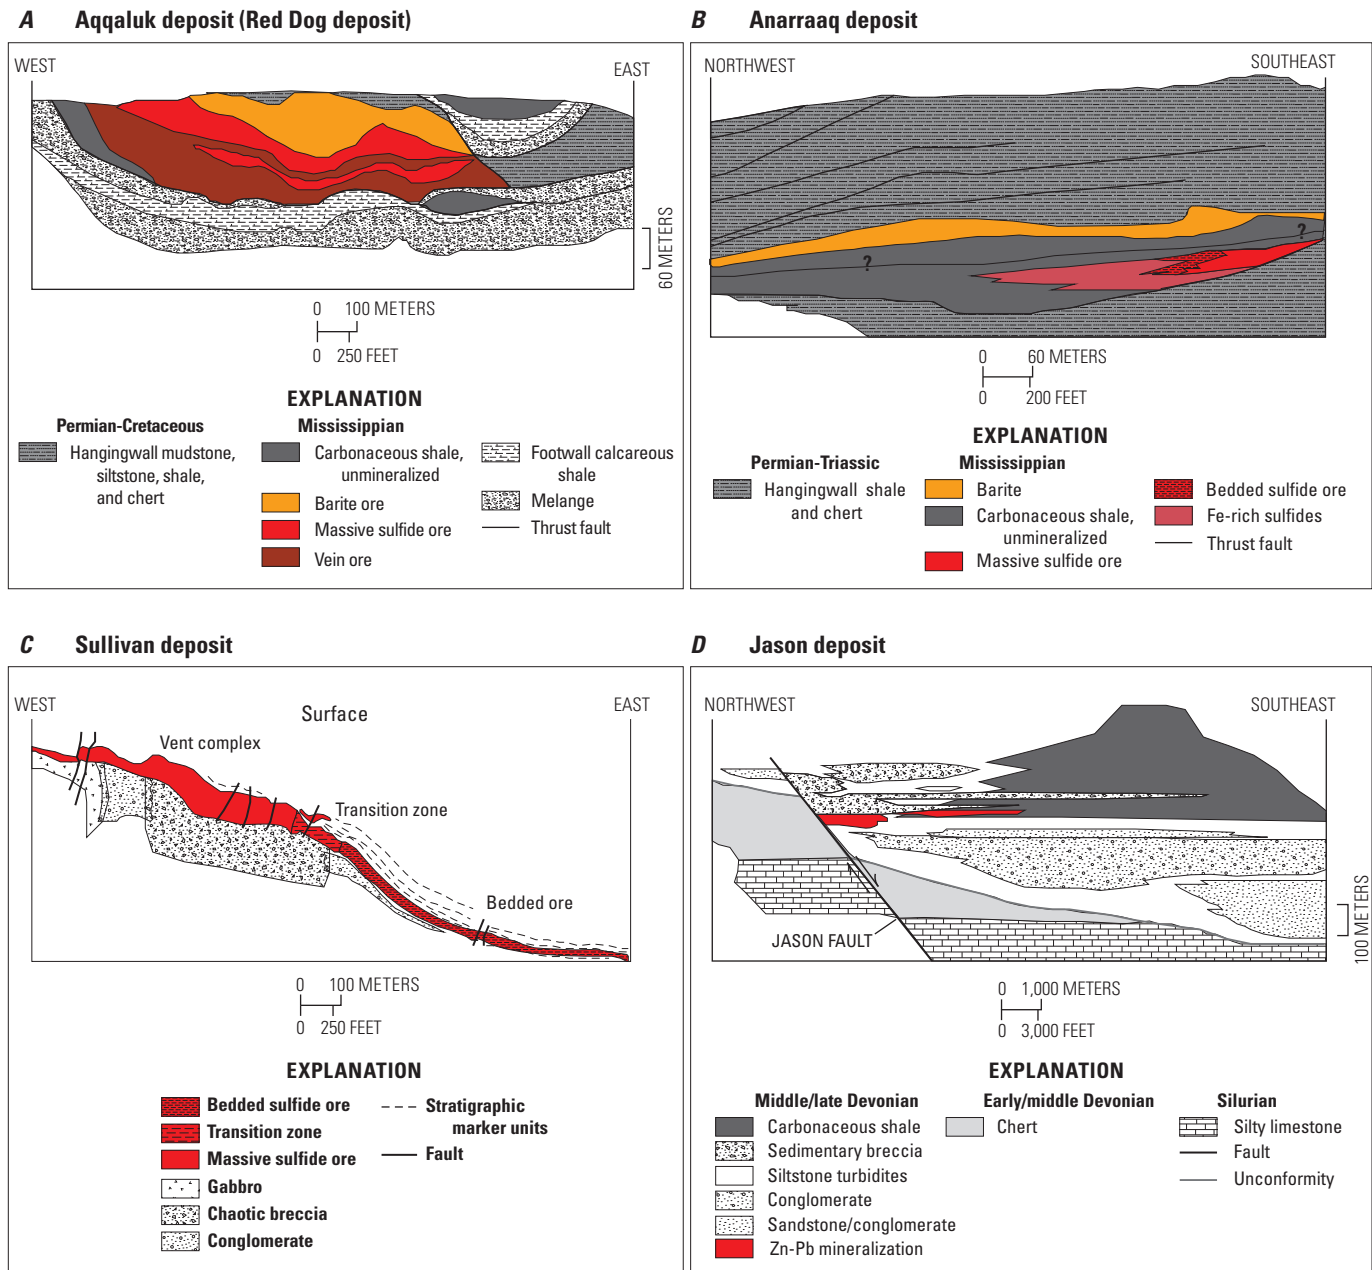 A Aqqaluk deposit (Red Dog deposit)
WEST
EAST
60 METERS
0 100 METERS
0 250 FEET
EXPLANATION
Permian-Cretaceous
Hangingwall mudstone,
siltstone, shale,
and chert
Mississippian
Carbonaceous shale,
unmineralized
Barite ore
Massive sulfide ore
Vein ore
Footwall calcareous
shale
Melange
Thrust fault
B Anarraaq deposit
NORTHWEST
SOUTHEAST
?
?
0 60 METERS
0 200 FEET
EXPLANATION
Permian-Triassic
Hangingwall shale
and chert
Mississippian
Barite
Carbonaceous shale,
unmineralized
Massive sulfide ore
Bedded sulfide ore
Fe-rich sulfides
Thrust fault
C Sullivan deposit
WEST
EAST
Surface
Vent complex
Transition zone
Bedded ore
0 100 METERS
0 250 FEET
EXPLANATION
Bedded sulfide ore
Transition zone
Massive sulfide ore
Gabbro
Chaotic breccia
Conglomerate
Stratigraphic
marker units
Fault
D Jason deposit
NORTHWEST
SOUTHEAST
JASON FAULT
100 METERS
0 1,000 METERS
0 3,000 FEET
EXPLANATION
Middle/late Devonian
Carbonaceous shale
Sedimentary breccia
Siltstone turbidites
Conglomerate
Sandstone/conglomerate
Zn-Pb mineralization
Early/middle Devonian
Chert
Silurian
Silty limestone
Fault
Unconformity